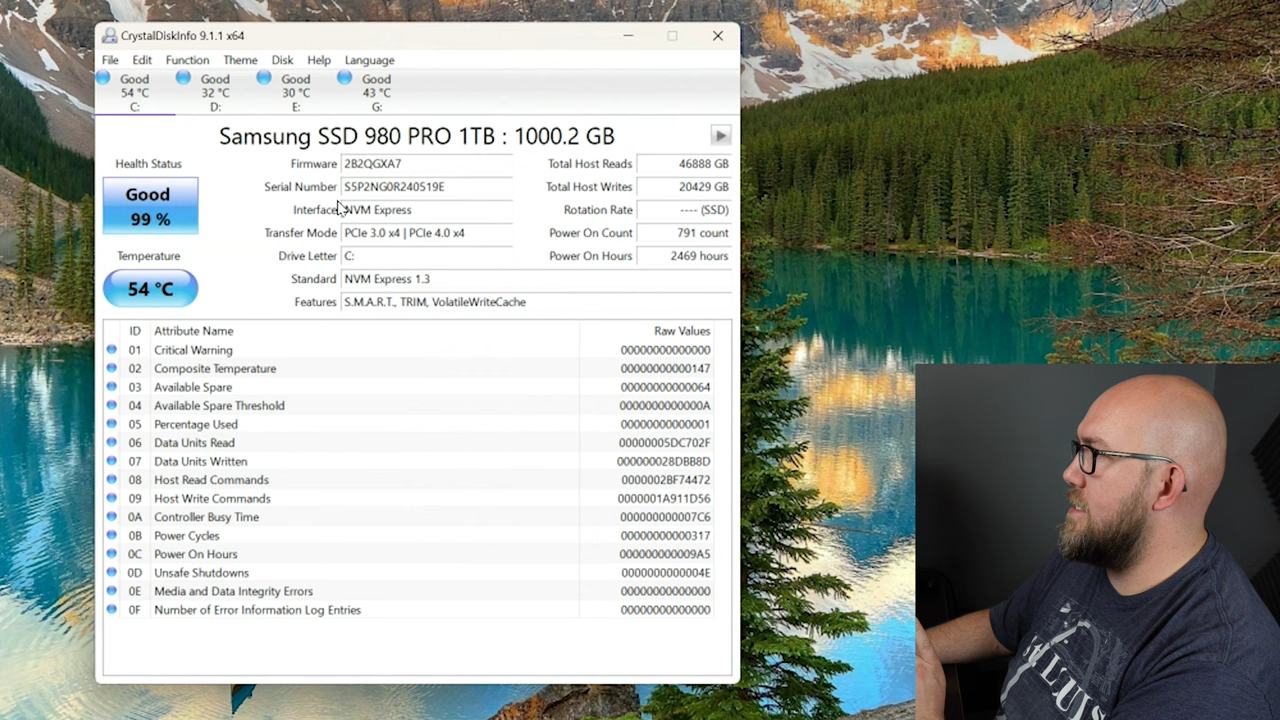 CrystalDiskInfo 9.1.1 x64
File Edit Function Theme Disk Help Language
Good Good Good Good
54 °C 32 °C 30 °C 43 °C
C: D: E: G:
Samsung SSD 980 PRO 1TB : 1000.2 GB
Health Status
Good
99 %
Temperature
54 °C
Firmware 2B2QGXA7
Serial Number S5P2NG0R240519E
Interface NVM Express
Transfer Mode PCIe 3.0 x4 | PCIe 4.0 x4
Drive Letter C:
Standard NVM Express 1.3
Features S.M.A.R.T., TRIM, VolatileWriteCache
Total Host Reads 46888 GB
Total Host Writes 20429 GB
Rotation Rate ---- (SSD)
Power On Count 791 count
Power On Hours 2469 hours
ID Attribute Name Raw Values
01 Critical Warning 00000000000000
02 Composite Temperature 00000000000147
03 Available Spare 00000000000064
04 Available Spare Threshold 0000000000000A
05 Percentage Used 00000000000001
06 Data Units Read 00000005DC702F
07 Data Units Written 000000028DBB8D
08 Host Read Commands 0000002BF74472
09 Host Write Commands 0000001A911D56
0A Controller Busy Time 000000000007C6
0B Power Cycles 00000000000317
0C Power On Hours 000000000009A5
0D Unsafe Shutdowns 0000000000004E
0E Media and Data Integrity Errors 00000000000000
0F Number of Error Information Log Entries 00000000000000